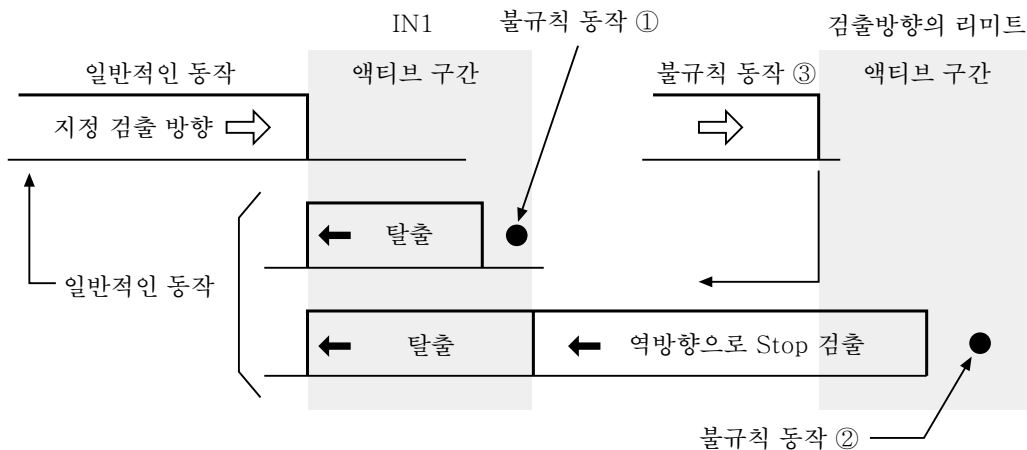 IN1
불규칙 동작 ①
검출방향의 리미트
일반적인 동작
액티브 구간
불규칙 동작 ③
액티브 구간
지정 검출 방향
탈출
일반적인 동작
탈출
역방향으로 Stop 검출
불규칙 동작 ②